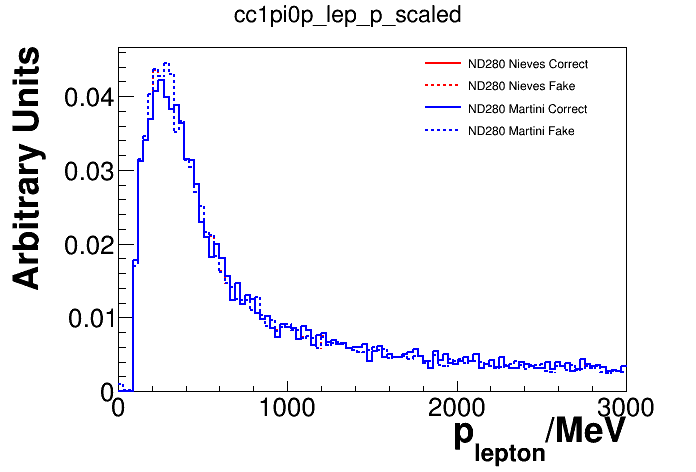 cc1pi0p_lep_p_scaled
Arbitrary Units
ND280 Nieves Correct
ND280 Nieves Fake
ND280 Martini Correct
ND280 Martini Fake
0.04
0.03
0.02
0.01
0
0 1000 2000 3000
p_lepton/MeV